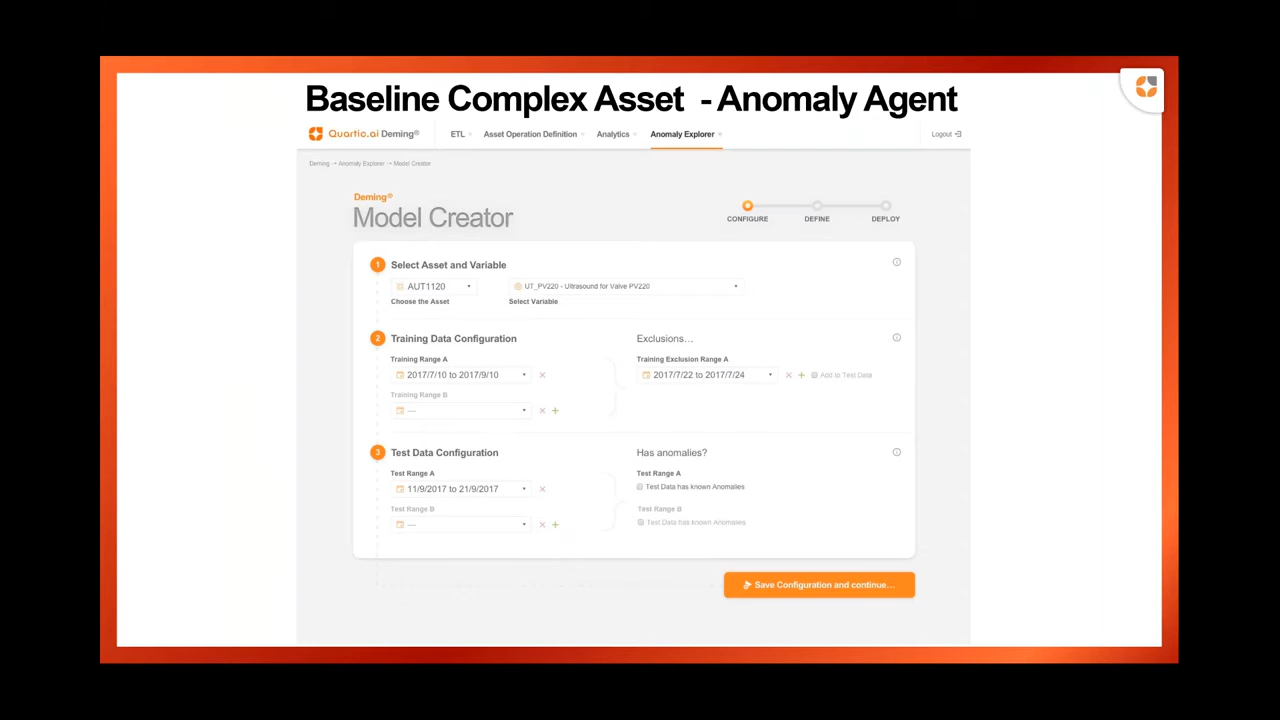 Baseline Complex Asset - Anomaly Agent
Quartic.ai Deming® ETL Asset Operation Definition Analytics Anomaly Explorer Logout
Deming Anomaly Explorer Model Creator
Deming®
Model Creator
CONFIGURE DEFINE DEPLOY
1 Select Asset and Variable
AUT1120 UT_PV220 - Ultrasound for Valve PV220
Choose the Asset Select Variable
2 Training Data Configuration Exclusions...
Training Range A Training Exclusion Range A
2017/7/10 to 2017/9/10 2017/7/22 to 2017/7/24 Add to Test Data
Training Range B
---
3 Test Data Configuration Has anomalies?
Test Range A Test Range A
11/9/2017 to 21/9/2017 Test Data has known Anomalies
Test Range B Test Range B
--- Test Data has known Anomalies
Save Configuration and continue...